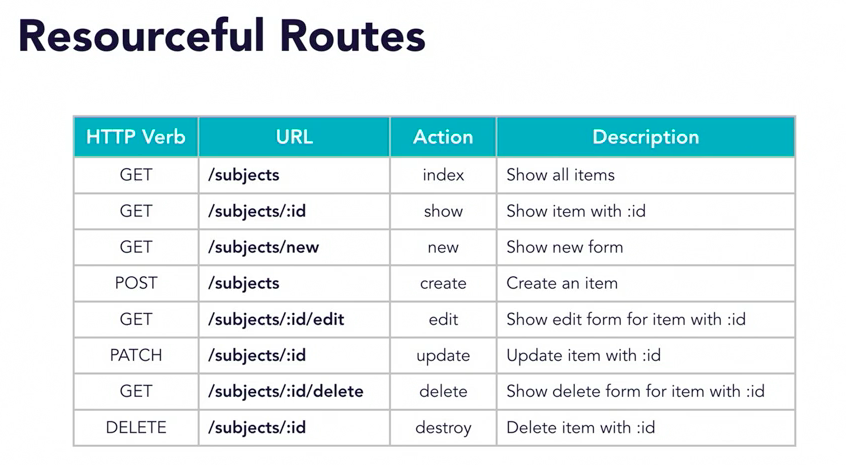 Resourceful Routes
HTTP Verb URL Action Description
GET /subjects index Show all items
GET /subjects/:id show Show item with :id
GET /subjects/new new Show new form
POST /subjects create Create an item
GET /subjects/:id/edit edit Show edit form for item with :id
PATCH /subjects/:id update Update item with :id
GET /subjects/:id/delete delete Show delete form for item with :id
DELETE /subjects/:id destroy Delete item with :id